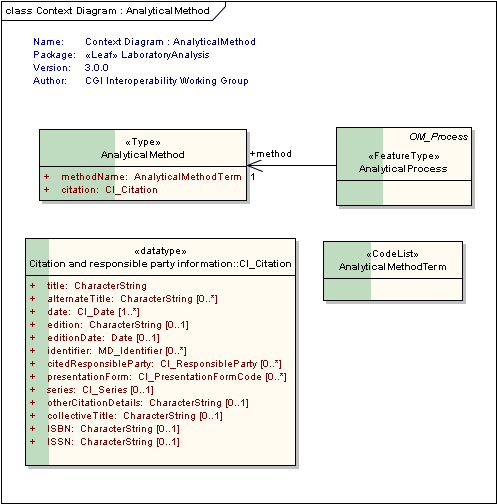 class Context Diagram : AnalyticalMethod
Name: Context Diagram : AnalyticalMethod
Package: «Leaf» LaboratoryAnalysis
Version: 3.0.0
Author: CGI Interoperability Working Group
«Type»
AnalyticalMethod
+ methodName: AnalyticalMethodTerm
+ citation: CI_Citation
+method
1
OM_Process
«FeatureType»
AnalyticalProcess
«datatype»
Citation and responsible party information::CI_Citation
+ title: CharacterString
+ alternateTitle: CharacterString [0..*]
+ date: CI_Date [1..*]
+ edition: CharacterString [0..1]
+ editionDate: Date [0..1]
+ identifier: MD_Identifier [0..*]
+ citedResponsibleParty: CI_ResponsibleParty [0..*]
+ presentationForm: CI_PresentationFormCode [0..*]
+ series: CI_Series [0..1]
+ otherCitationDetails: CharacterString [0..1]
+ collectiveTitle: CharacterString [0..1]
+ ISBN: CharacterString [0..1]
+ ISSN: CharacterString [0..1]
«CodeList»
AnalyticalMethodTerm